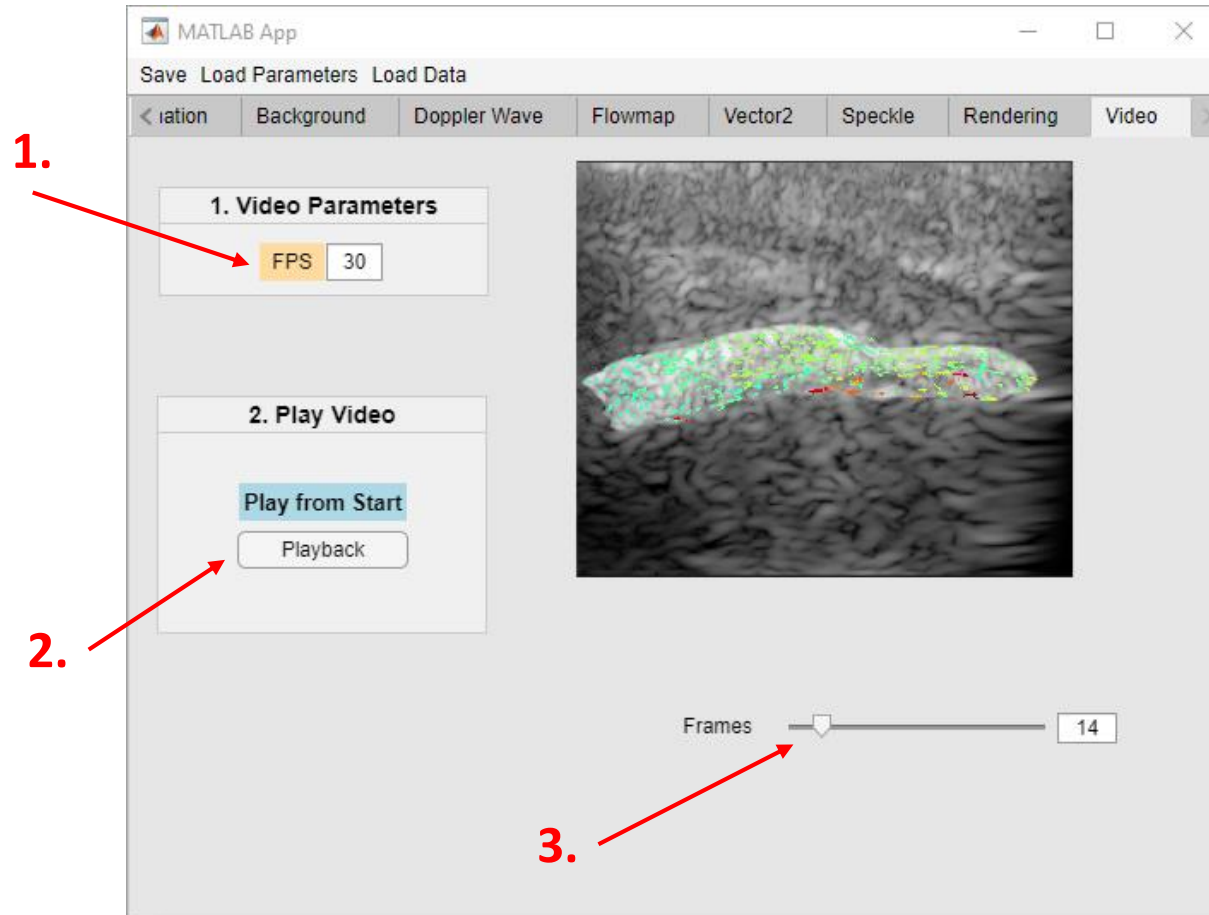 MATLAB App
Save Load Parameters Load Data
Background Doppler Wave Flowmap Vector2 Speckle Rendering Video
1.
1. Video Parameters
FPS 30
2. Play Video
Play from Start
Playback
2.
Frames 14
3.